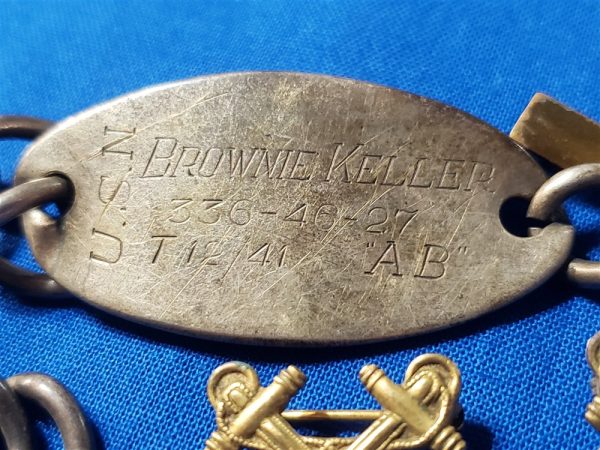 U.S.N
BROWNIE KELLER
336-46-27
T 12/41 "AB"